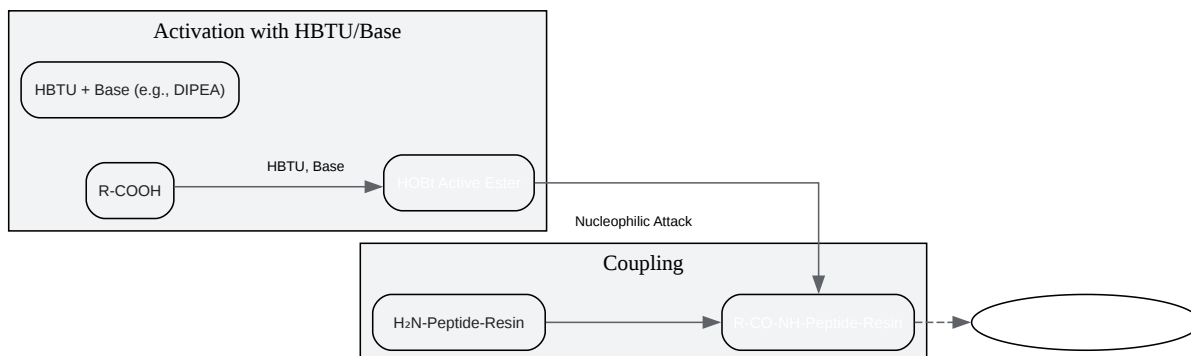 Activation with HBTU/Base
HBTU + Base (e.g., DIPEA)
R-COOH
HBTU, Base
HOBt Active Ester
Nucleophilic Attack
Coupling
H₂N-Peptide-Resin
R-CO-NH-Peptide-Resin